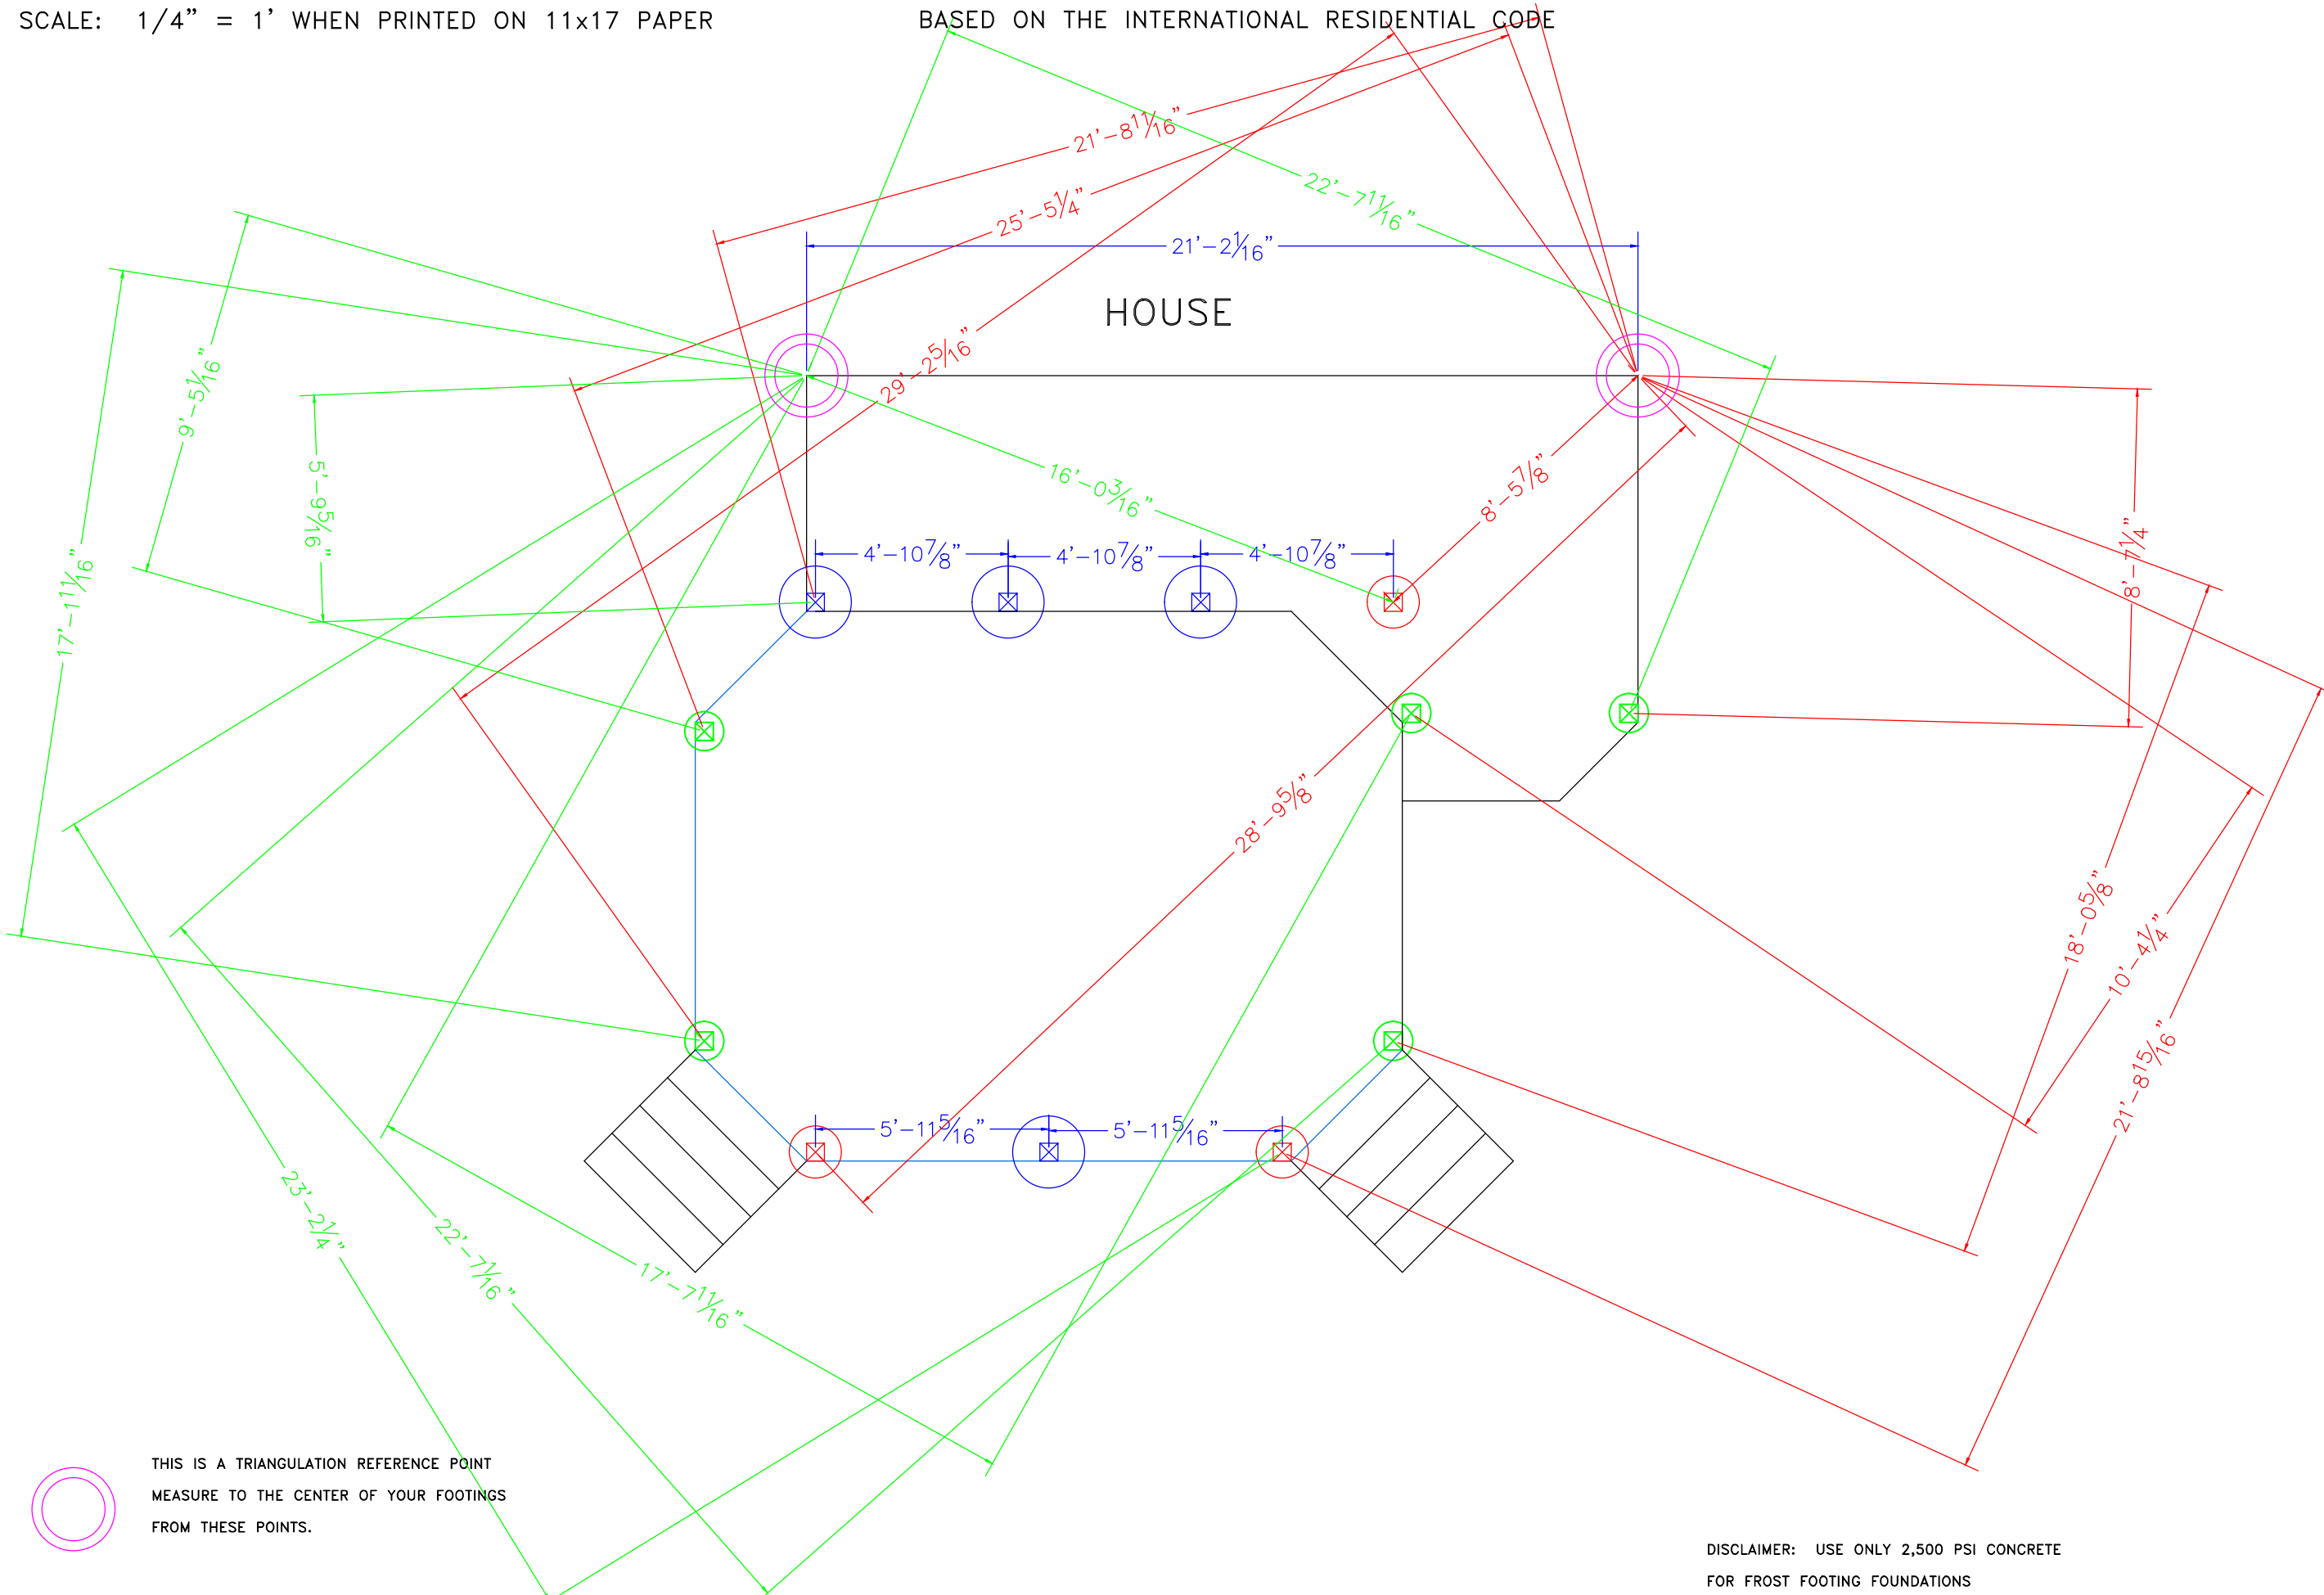 SCALE: 1/4” = 1’ WHEN PRINTED ON 11x17 PAPER
BASED ON THE INTERNATIONAL RESIDENTIAL CODE
21’-8 11/16”
25’-5 1/4”
22’-7 11/16”
21’-2 1/16”
HOUSE
29’-2 5/16”
9’-5 1/16”
5’-9 5/16”
16’-0 3/16”
8’-5 7/8”
17’-1 11/16”
4’-10 7/8”
4’-10 7/8”
4’-10 7/8”
8’-7 1/4”
28’-9 5/8”
18’-0 5/8”
10’-4 1/4”
21’-8 15/16”
5’-11 5/16”
5’-11 5/16”
23’-2 1/4”
22’-7 1/16”
17’-7 11/16”
THIS IS A TRIANGULATION REFERENCE POINT
MEASURE TO THE CENTER OF YOUR FOOTINGS
FROM THESE POINTS.
DISCLAIMER: USE ONLY 2,500 PSI CONCRETE
FOR FROST FOOTING FOUNDATIONS